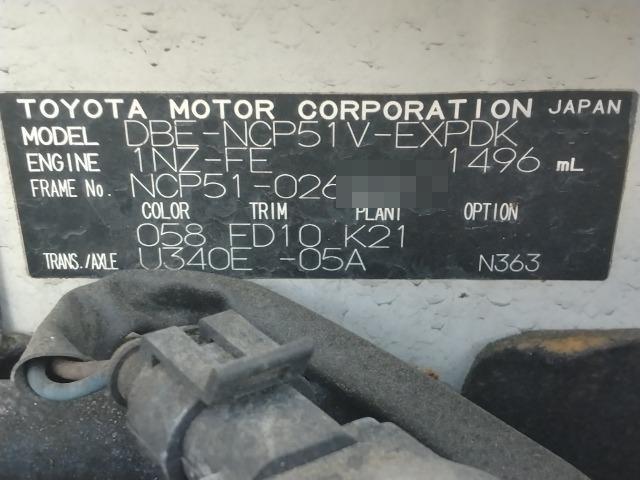 TOYOTA MOTOR CORPORATION JAPAN
MODEL DBE-NCP51V-EXPDK
ENGINE 1NZ-FE 1496 mL
FRAME No. NCP51-026
COLOR TRIM PLANT OPTION
058 FD10 K21
TRANS./AXLE U340E -05A N363